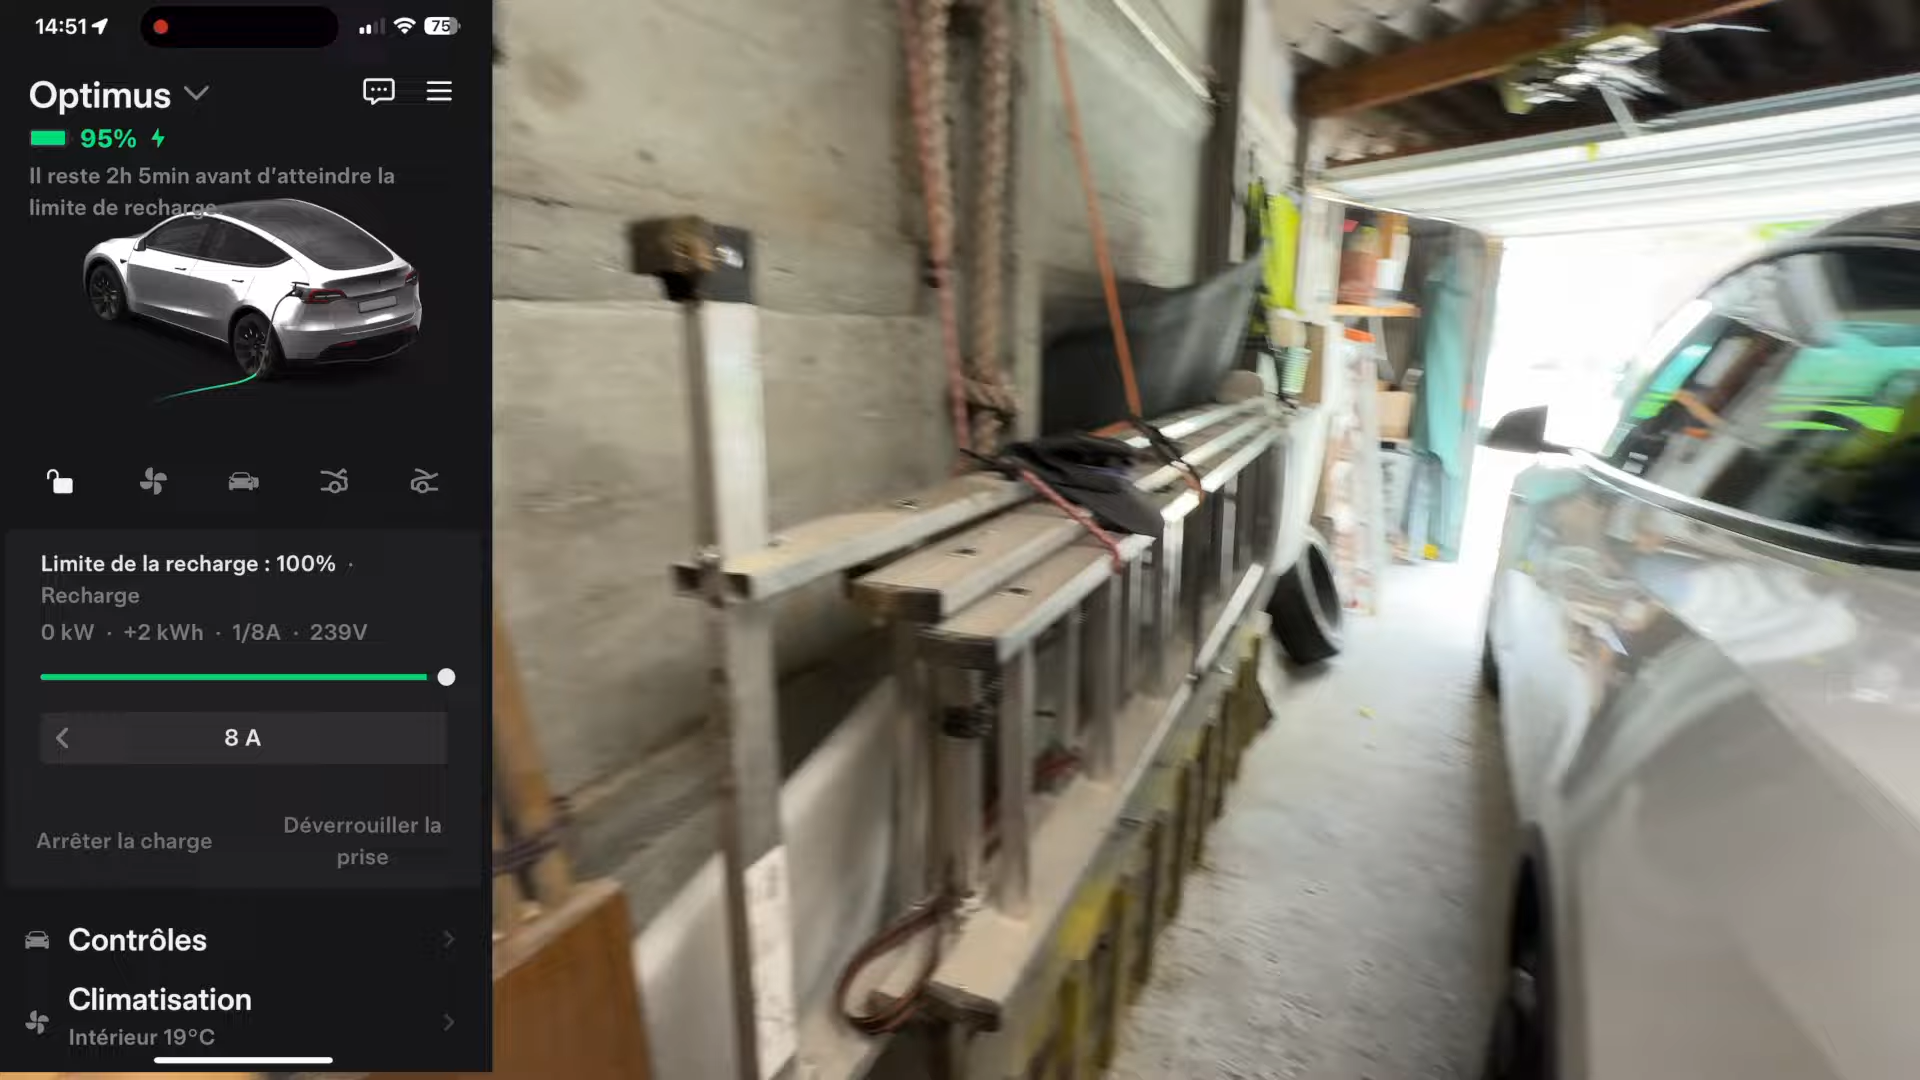 14:51
75
Optimus
95%
Il reste 2h 5min avant d'atteindre la
limite de recharge
Limite de la recharge : 100% ·
Recharge
0 kW · +2 kWh · 1/8A · 239V
8 A
Arrêter la charge
Déverrouiller la
prise
Contrôles
Climatisation
Intérieur 19°C